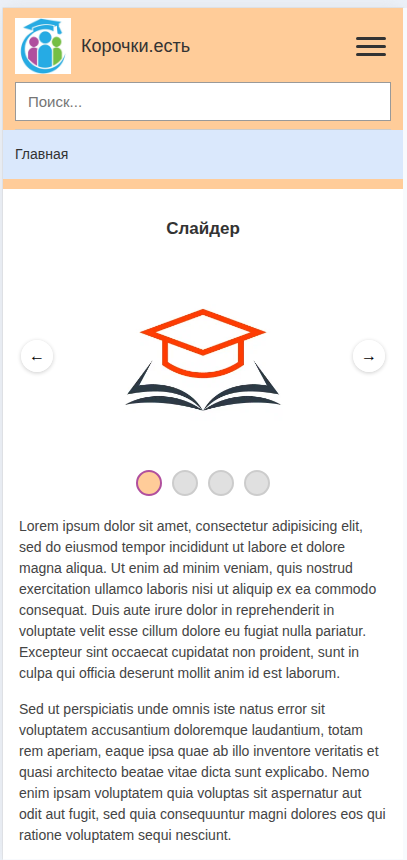 Корочки.есть
Поиск...
Главная
Слайдер
← →
Lorem ipsum dolor sit amet, consectetur adipisicing elit,
sed do eiusmod tempor incididunt ut labore et dolore
magna aliqua. Ut enim ad minim veniam, quis nostrud
exercitation ullamco laboris nisi ut aliquip ex ea commodo
consequat. Duis aute irure dolor in reprehenderit in
voluptate velit esse cillum dolore eu fugiat nulla pariatur.
Excepteur sint occaecat cupidatat non proident, sunt in
culpa qui officia deserunt mollit anim id est laborum.
Sed ut perspiciatis unde omnis iste natus error sit
voluptatem accusantium doloremque laudantium, totam
rem aperiam, eaque ipsa quae ab illo inventore veritatis et
quasi architecto beatae vitae dicta sunt explicabo. Nemo
enim ipsam voluptatem quia voluptas sit aspernatur aut
odit aut fugit, sed quia consequuntur magni dolores eos qui
ratione voluptatem sequi nesciunt.